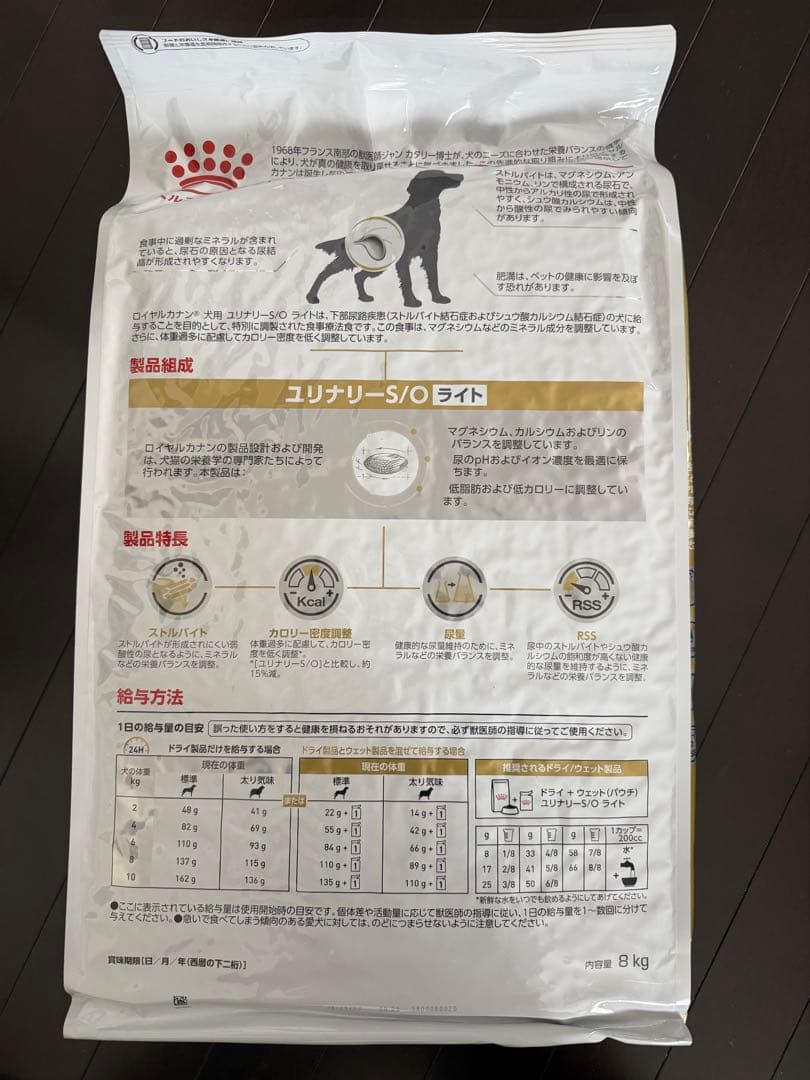 1968年フランス南部の獣医師ジャン カタリー博士が、犬のニーズに合わせた栄養バランスの
により、犬が真の健康を取り戻せることに
カナンは誕生
食事中に過剰なミネラルが含まれ
ていると、尿石の原因となる尿結
晶が形成されやすくなります。
ストルバイトは、マグネシウム、アン
モニウム、リンで構成される尿石で、
中性からアルカリ性の尿で形成され
やすく、シュウ酸カルシウムは、中性
から酸性の尿でみられやすい傾向
があります。
肥満は、ペットの健康に影響を及ぼ
す恐れがあります。
ロイヤルカナン® 犬用 ユリナリーS/O ライトは、下部尿路疾患(ストルバイト結石症およびシュウ酸カルシウム結石症)の犬に給
与することを目的として、特別に調製された食事療法食です。この食事は、マグネシウムなどのミネラル成分を調整しています。
さらに、体重過多に配慮してカロリー密度を低く調整しています。
製品組成
ユリナリーS/O ライト
ロイヤルカナンの製品設計および開発
は、犬猫の栄養学の専門家たちによって
行われます。本製品は:
マグネシウム、カルシウムおよびリンの
バランスを調整しています。
尿のpHおよびイオン濃度を最適に保
ちます。
低脂肪および低カロリーに調整してい
ます。
製品特長
ストルバイト
ストルバイトが形成されにくい弱
酸性の尿となるように、ミネラル
などの栄養バランスを調整。
Kcal
カロリー密度調整
体重過多に配慮して、カロリー密
度を低く調整*。
*[ユリナリーS/O]と比較し、約
15%減。
尿量
健康的な尿量維持のために、ミネ
ラルなどの栄養バランスを調整。
RSS
RSS
尿中のストルバイトやシュウ酸カ
ルシウムの飽和度が高くない健康
的な尿量を維持するように、ミネ
ラルなどの栄養バランスを調整。
給与方法
1日の給与量の目安 誤った使い方をすると健康を損ねるおそれがありますので、必ず獣医師の指導に従ってご使用ください。
24H ドライ製品だけを給与する場合
犬の体重 kg 現在の体重
標準 太り気味
2 48 g 41 g
4 82 g 69 g
6 110 g 93 g
8 137 g 115 g
10 162 g 136 g
または
ドライ製品とウェット製品を混ぜて給与する場合
現在の体重
標準 太り気味
22 g + 1 14 g + 1
55 g + 1 42 g + 1
84 g + 1 66 g + 1
110 g + 1 89 g + 1
135 g + 1 110 g + 1
推奨されるドライ/ウェット製品
ドライ + ウェット(パウチ)
ユリナリーS/O ライト
g g g 1カップ= 200cc
8 1/8 33 4/8 58 7/8 水*
17 2/8 41 5/8 66 8/8
25 3/8 50 6/8
*新鮮な水をいつでも飲めるようにしてあげてください。
●ここに表示されている給与量は使用開始時の目安です。個体差や活動量に応じて獣医師の指導に従い、1日の給与量を1~数回に分けて
与えてください。●急いで食べてしまう傾向のある愛犬に対しては、のどにつまらせないように注意してください。
賞味期限[日/月/年(西暦の下二桁)]
内容量 8 kg